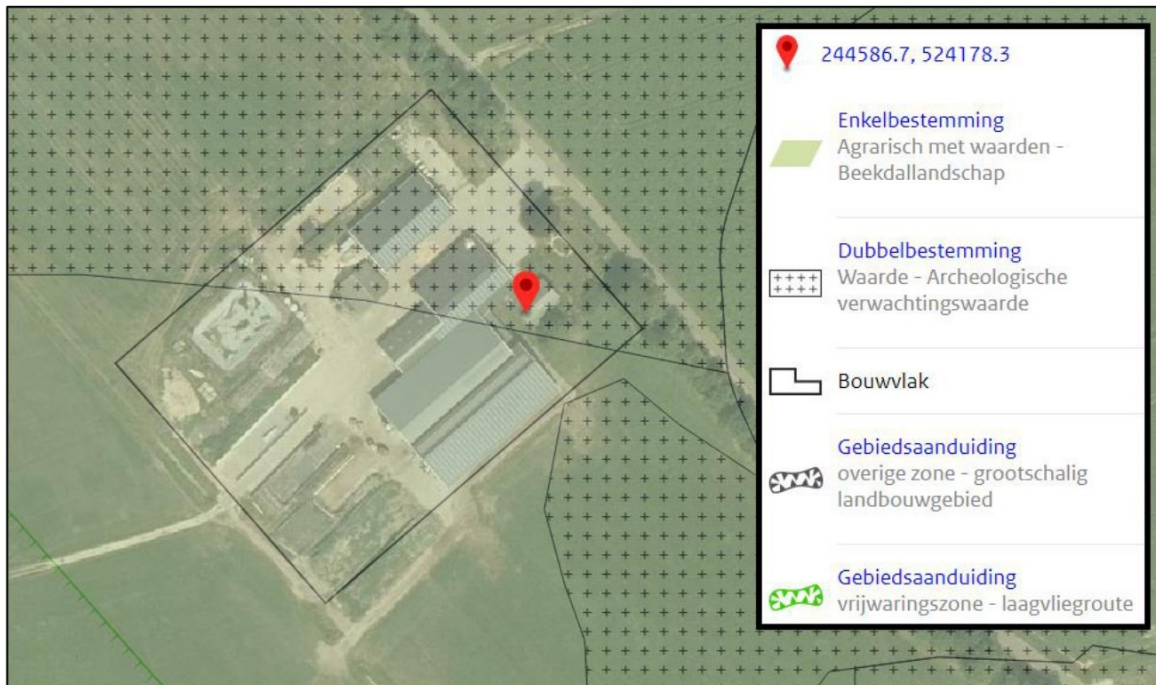 244586.7, 524178.3
Enkelbestemming
Agrarisch met waarden -
Beekdallandschap
Dubbelbestemming
Waarde - Archeologische
verwachtingswaarde
Bouwvlak
Gebiedsaanduiding
overige zone - grootschalig
landbouwgebied
Gebiedsaanduiding
vrijwaringszone - laagvliegroute